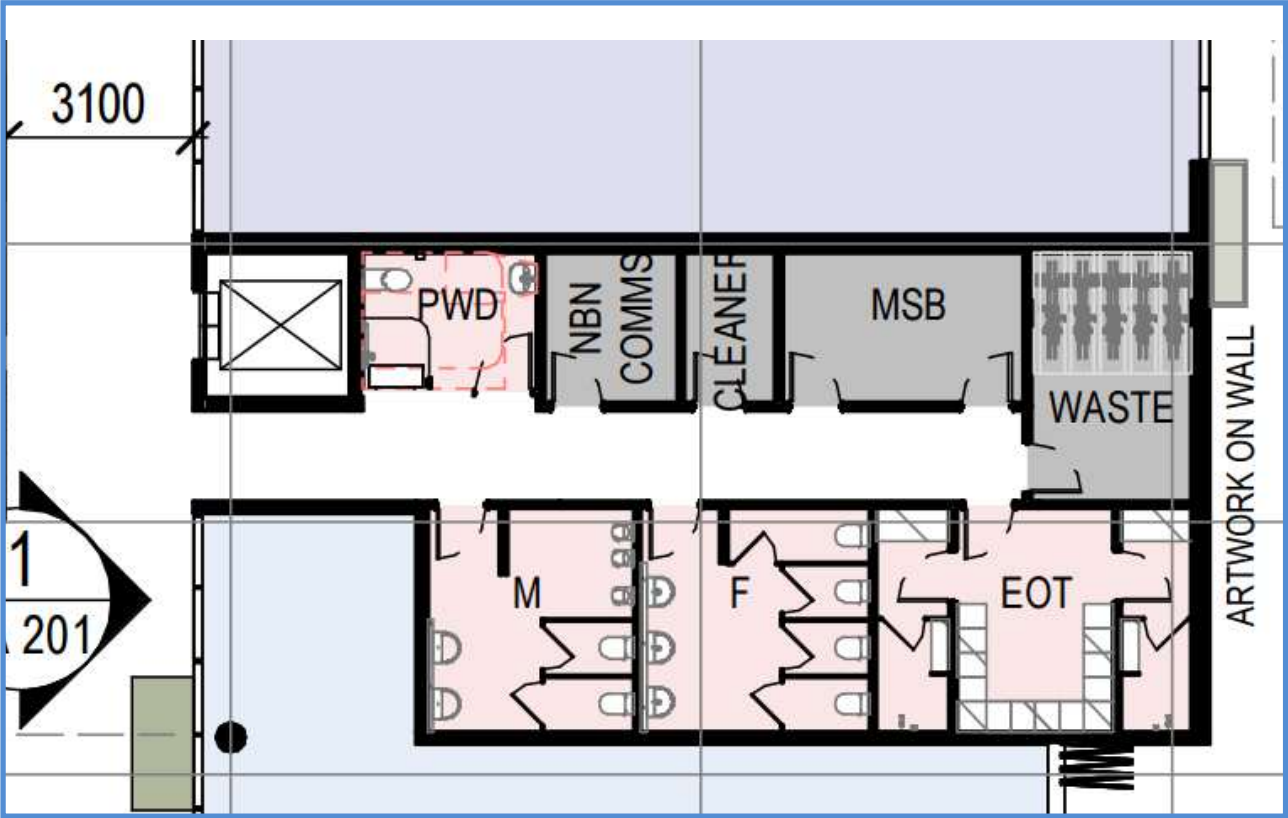 3100
PWD
NBN
COMMS
CLEANER
MSB
WASTE
ARTWORK ON WALL
1
201
M
F
EOT